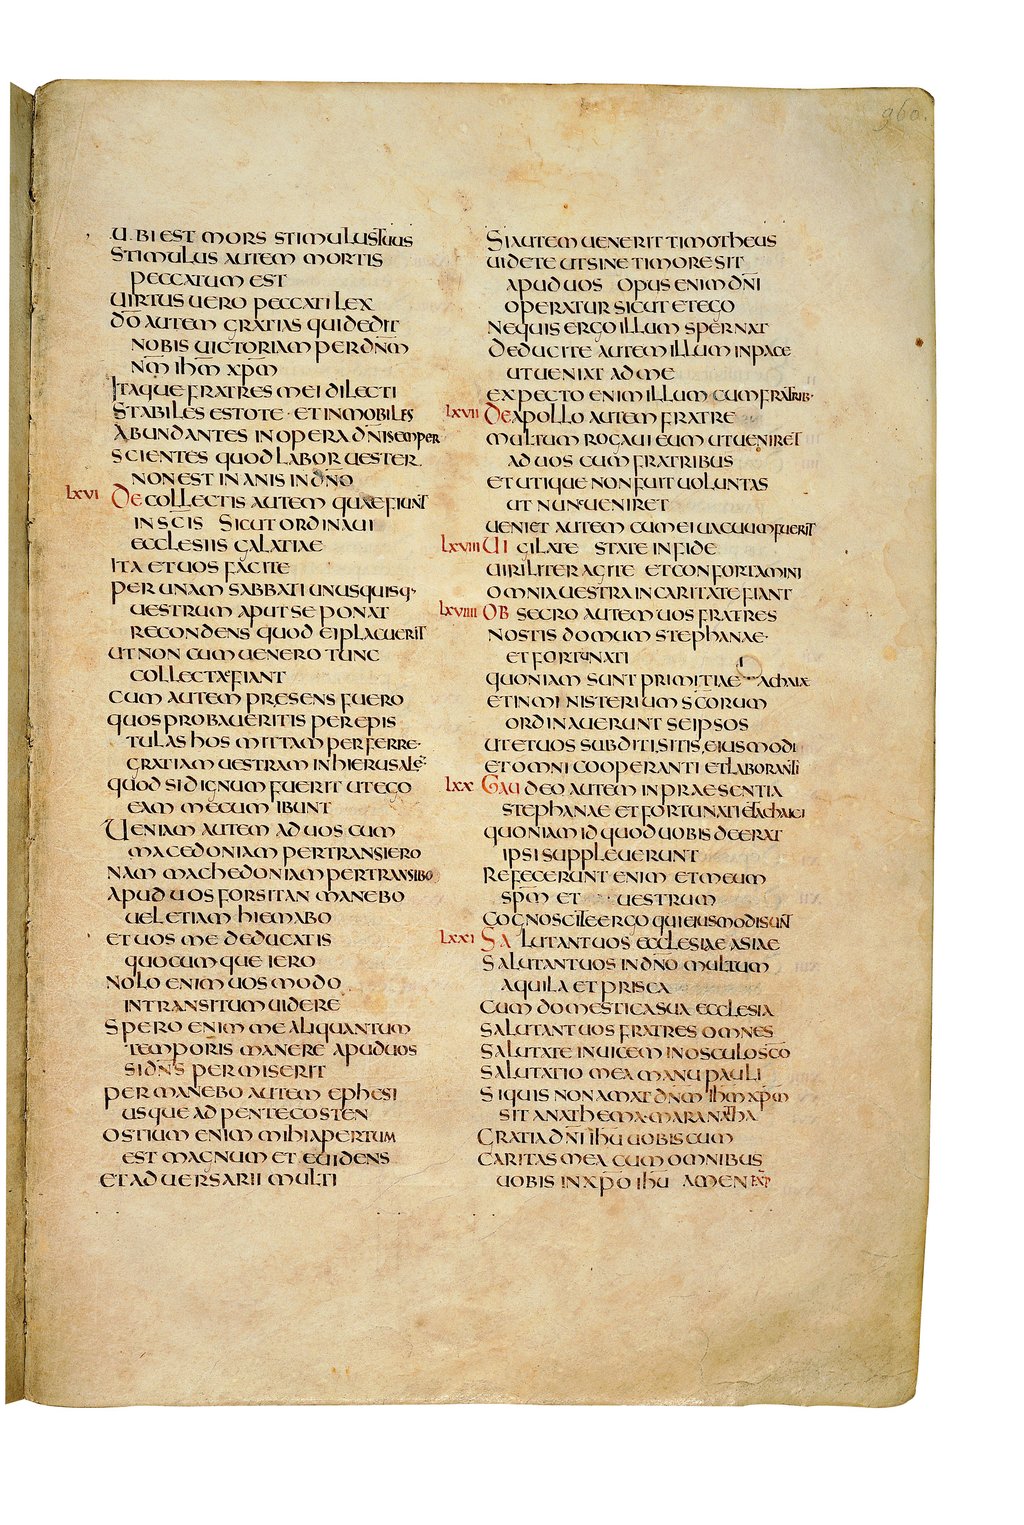 960.
UBI EST MORS STIMULUS TUUS
STIMULUS AUTEM MORTIS
PECCATUM EST
UIRTUS UERO PECCATI LEX
DO̅ AUTEM GRATIAS QUI DEDIT
NOBIS UICTORIAM PER DNM̅
NM̅ IHM̅ XPM̅
ITAQUE FRATRES MEI DILECTI
STABILES ESTOTE · ET INMOBILES
ABUNDANTES IN OPERA DNI̅ SEMPER
SCIENTES QUOD LABOR UESTER
NON EST INANIS IN DNO̅
LXVI DE COLLECTIS AUTEM QUAE FIUNT
IN SCIS̅ SICUT ORDINAUI
ECCLESIIS GALATIAE
ITA ET UOS FACITE
PER UNAM SABBATI UNUSQUISQ·
UESTRUM APUT SE PONAT
RECONDENS QUOD EI PLACUERIT
UT NON CUM UENERO TUNC
COLLECTAE FIANT
CUM AUTEM PRESENS FUERO
QUOS PROBAUERITIS PER EPIS
TULAS HOS MITTAM PERFERRE·
GRATIAM UESTRAM IN HIERUSALE̅·
QUOD SI DIGNUM FUERIT UT EGO
EAM MECUM IBUNT
UENIAM AUTEM AD UOS CUM
MACEDONIAM PERTRANSIERO
NAM MACHEDONIAM PERTRANSIBO
APUD UOS FORSITAN MANEBO
UEL ETIAM HIEMABO
ET UOS ME DEDUCATIS
QUOCUMQUE IERO
NOLO ENIM UOS MODO
IN TRANSITUM UIDERE
SPERO ENIM ME ALIQUANTUM
TEMPORIS MANERE APUD UOS
SI DNS̅ PERMISERIT
PERMANEBO AUTEM EPHESI
USQUE AD PENTECOSTEN
OSTIUM ENIM MIHI APERTUM
EST MAGNUM ET EUIDENS
ET ADUERSARII MULTI
SI AUTEM UENERIT TIMOTHEUS
UIDETE UT SINE TIMORE SIT
APUD UOS OPUS ENIM DNI̅
OPERATUR SICUT ET EGO
NE QUIS ERGO ILLUM SPERNAT
DEDUCITE AUTEM ILLUM IN PACE
UT UENIAT AD ME
EXPECTO ENIM ILLUM CUM FRATRIB·
LXVII DE APOLLO AUTEM FRATRE
MULTUM ROGAUI EUM UT UENIRET
AD UOS CUM FRATRIBUS
ET UTIQUE NON FUIT UOLUNTAS
UT NUNC UENIRET
UENIET AUTEM CUM EI UACUUM FUERIT
LXVIII UIGILATE STATE IN FIDE
UIRILITER AGITE ET CONFORTAMINI
OMNIA UESTRA IN CARITATE FIANT
LXVIIII OBSECRO AUTEM UOS FRATRES
NOSTIS DOMUM STEPHANAE·
ET FORTUNATI
QUONIAM SUNT PRIMITIAE ACHAIAE
ET IN MINISTERIUM SCORUM̅
ORDINAUERUNT SE IPSOS
UT ET UOS SUBDITI SITIS EIUSMODI
ET OMNI COOPERANTI ET LABORANTI
LXX GAUDEO AUTEM IN PRAESENTIA
STEPHANAE ET FORTUNATI ET ACHAICI
QUONIAM ID QUOD UOBIS DEERAT
IPSI SUPPLEUERUNT
REFECERUNT ENIM ET MEUM
SPM̅ ET UESTRUM
COGNOSCITE ERGO QUI EIUSMODI SUNT
LXXI SALUTANT UOS ECCLESIAE ASIAE
SALUTANT UOS IN DNO̅ MULTUM
AQUILA ET PRISCA
CUM DOMESTICA SUA ECCLESIA
SALUTANT UOS FRATRES OMNES
SALUTATE INUICEM IN OSCULO SCO̅
SALUTATIO MEA MANU PAULI
SI QUIS NON AMAT DNM̅ IHM̅ XPM̅
SIT ANATHEMA·MARANATHA
GRATIA DNI̅ IHU̅ UOBISCUM
CARITAS MEA CUM OMNIBUS
UOBIS IN XPO̅ IHU̅ AMEN EXP̅